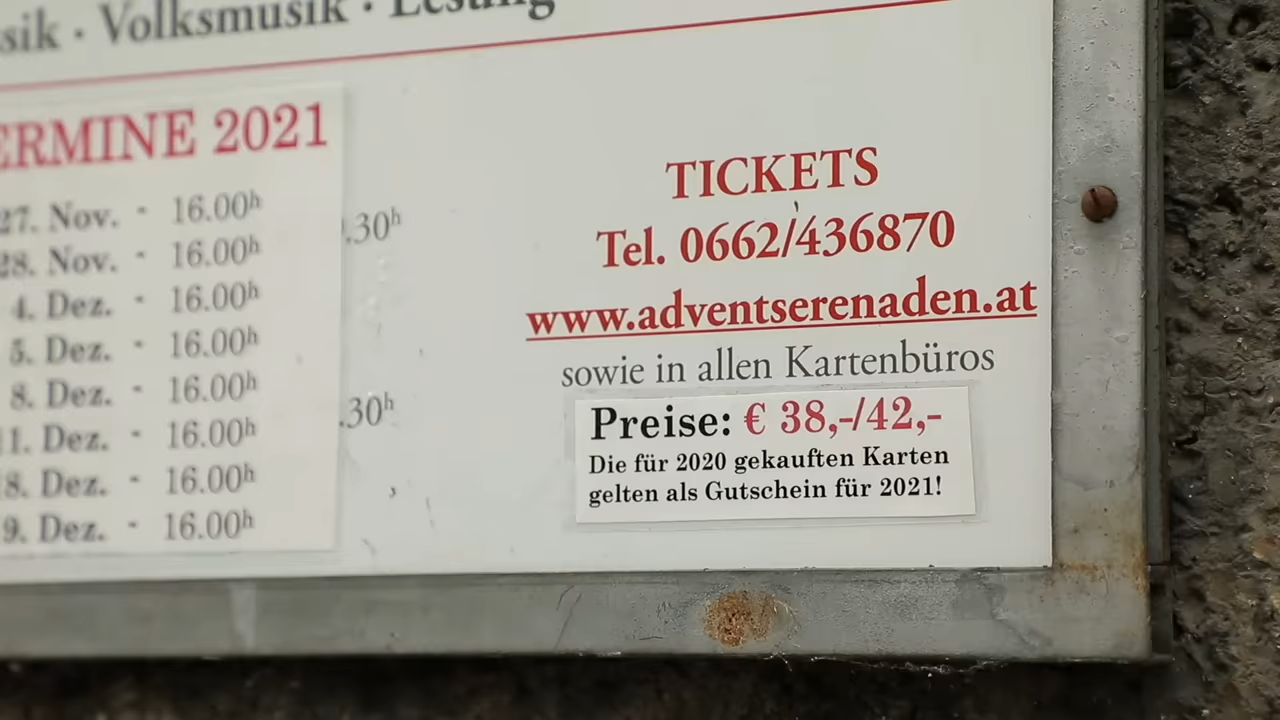 sik · Volksmusik · Lesung
ERMINE 2021
27. Nov. - 16.00h
28. Nov. - 16.00h
4. Dez. - 16.00h
5. Dez. - 16.00h
8. Dez. - 16.00h
11. Dez. - 16.00h
8. Dez. - 16.00h
9. Dez. - 16.00h
.30h
.30h
TICKETS
Tel. 0662/436870
www.adventserenaden.at
sowie in allen Kartenbüros
Preise: € 38,-/42,-
Die für 2020 gekauften Karten
gelten als Gutschein für 2021!